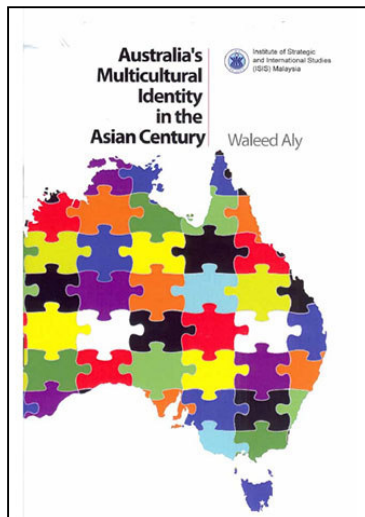 Australia's
Multicultural
Identity
in the
Asian Century
Institute of Strategic
and International Studies
(ISIS) Malaysia
Waleed Aly